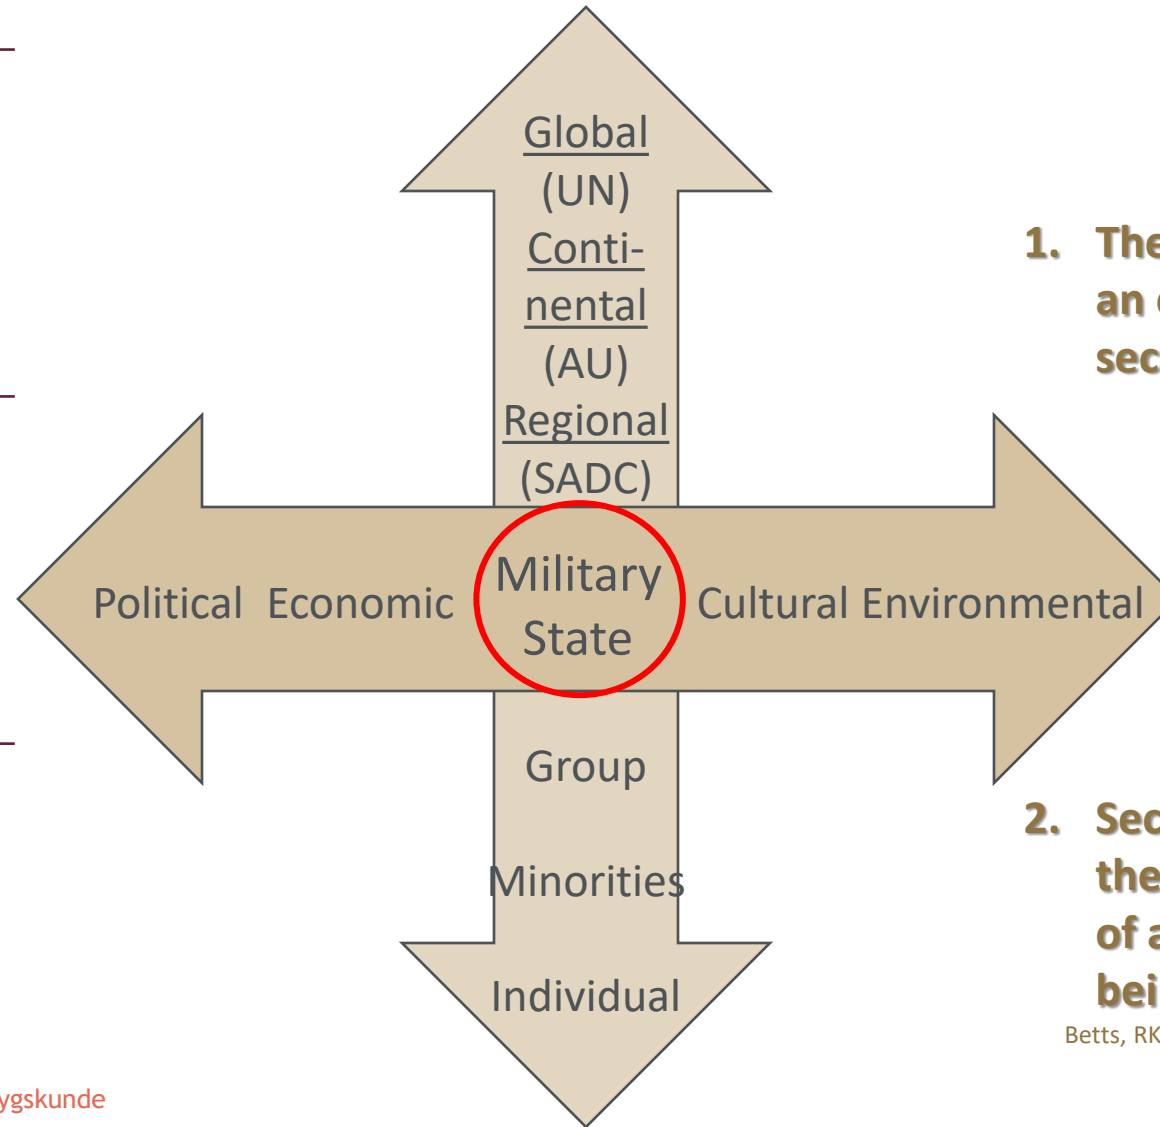 Global
(UN)
Conti-
nental
(AU)
Regional
(SADC)
Political Economic
Military
State
Cultural Environmental
Group
Minorities
Individual
1. The
an
sec
2. Sec
the
of a
bei
Betts, RK
ygskunde